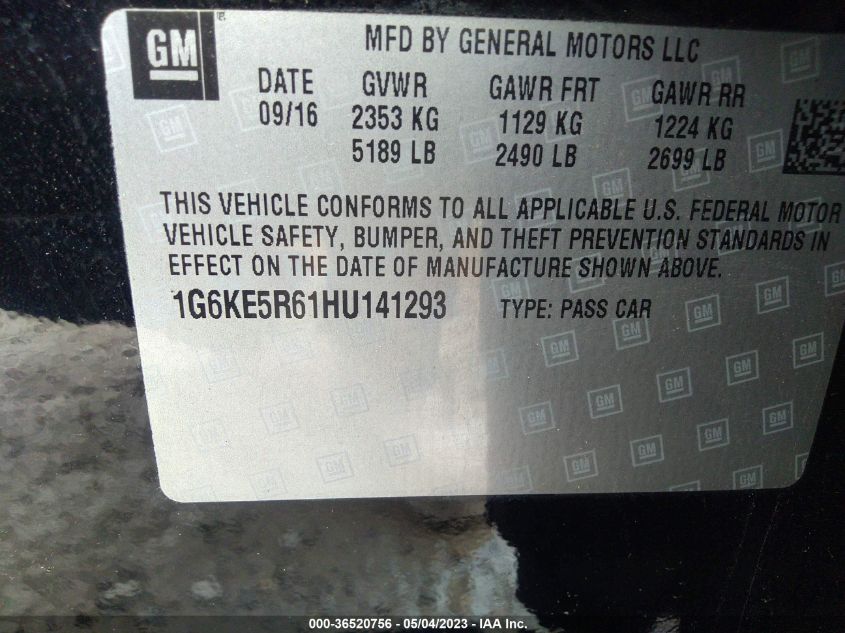 GM
MFD BY GENERAL MOTORS LLC
DATE GVWR GAWR FRT GAWR RR
09/16 2353 KG 1129 KG 1224 KG
5189 LB 2490 LB 2699 LB
THIS VEHICLE CONFORMS TO ALL APPLICABLE U.S. FEDERAL MOTOR
VEHICLE SAFETY, BUMPER, AND THEFT PREVENTION STANDARDS IN
EFFECT ON THE DATE OF MANUFACTURE SHOWN ABOVE.
1G6KE5R61HU141293 TYPE: PASS CAR
000-36520756 - 05/04/2023 - IAA Inc.